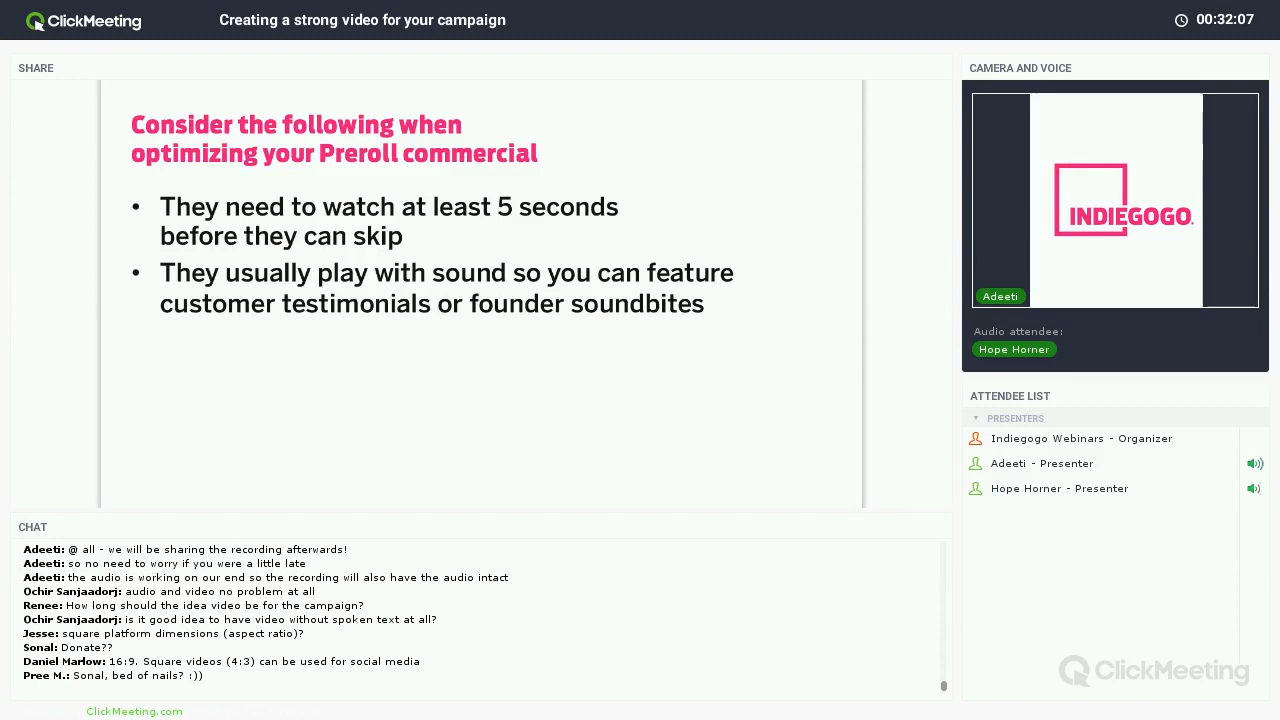 ClickMeeting
Creating a strong video for your campaign
00:32:07
SHARE
Consider the following when
optimizing your Preroll commercial
• They need to watch at least 5 seconds
before they can skip
• They usually play with sound so you can feature
customer testimonials or founder soundbites
CAMERA AND VOICE
INDIEGOGO.
Adeeti
Audio attendee:
Hope Horner
ATTENDEE LIST
PRESENTERS
Indiegogo Webinars - Organizer
Adeeti - Presenter
Hope Horner - Presenter
CHAT
Adeeti: @ all - we will be sharing the recording afterwards!
Adeeti: so no need to worry if you were a little late
Adeeti: the audio is working on our end so the recording will also have the audio intact
Ochir Sanjaadorj: audio and video no problem at all
Renee: How long should the idea video be for the campaign?
Ochir Sanjaadorj: is it good idea to have video without spoken text at all?
Jesse: square platform dimensions (aspect ratio)?
Sonal: Donate??
Daniel Marlow: 16:9. Square videos (4:3) can be used for social media
Pree M.: Sonal, bed of nails? :))
ClickMeeting
ClickMeeting.com